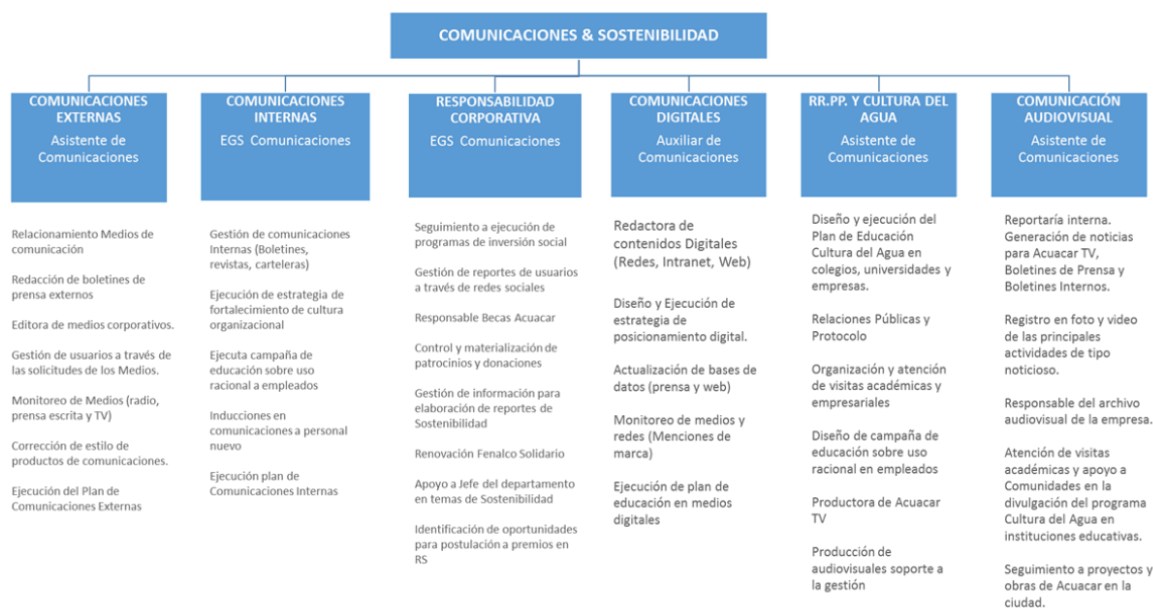 COMUNICACIONES & SOSTENIBILIDAD
COMUNICACIONES
EXTERNAS
Asistente de
Comunicaciones
Relacionamiento Medios de
comunicación
Redacción de boletines de
prensa externos
Editora de medios corporativos.
Gestión de usuarios a través de
las solicitudes de los Medios.
Monitoreo de Medios (radio,
prensa escrita y TV)
Corrección de estilo de
productos de comunicaciones.
Ejecución del Plan de
Comunicaciones Externas
COMUNICACIONES
INTERNAS
EGS Comunicaciones
Gestión de comunicaciones
Internas (Boletines,
revistas, carteleras)
Ejecución de estrategia de
fortalecimiento de cultura
organizacional
Ejecuta campaña de
educación sobre uso
racional a empleados
Inducciones en
comunicaciones a personal
nuevo
Ejecución plan de
Comunicaciones Internas
RESPONSABILIDAD
CORPORATIVA
EGS Comunicaciones
Seguimiento a ejecución de
programas de inversión social
Gestión de reportes de usuarios
a través de redes sociales
Responsable Becas Acuacar
Control y materialización de
patrocinios y donaciones
Gestión de información para
elaboración de reportes de
Sostenibilidad
Renovación Fenalco Solidario
Apoyo a Jefe del departamento
en temas de Sostenibilidad
Identificación de oportunidades
para postulación a premios en
RS
COMUNICACIONES
DIGITALES
Auxiliar de
Comunicaciones
Redactora de
contenidos Digitales
(Redes, Intranet, Web)
Diseño y Ejecución de
estrategia de
posicionamiento digital.
Actualización de bases de
datos (prensa y web)
Monitoreo de medios y
redes (Menciones de
marca)
Ejecución de plan de
educación en medios
digitales
RR.PP. Y CULTURA DEL
AGUA
Asistente de
Comunicaciones
Diseño y ejecución del
Plan de Educación
Cultura del Agua en
colegios, universidades y
empresas.
Relaciones Públicas y
Protocolo
Organización y atención
de visitas académicas y
empresariales
Diseño de campaña de
educación sobre uso
racional en empleados
Productora de Acuacar
TV
Producción de
audiovisuales soporte a
la gestión
COMUNICACIÓN
AUDIOVISUAL
Asistente de
Comunicaciones
Reportaría interna.
Generación de noticias
para Acuacar TV,
Boletines de Prensa y
Boletines Internos.
Registro en foto y video
de las principales
actividades de tipo
noticioso.
Responsable del archivo
audiovisual de la empresa.
Atención de visitas
académicas y apoyo a
Comunidades en la
divulgación del programa
Cultura del Agua en
instituciones educativas.
Seguimiento a proyectos y
obras de Acuacar en la
ciudad.